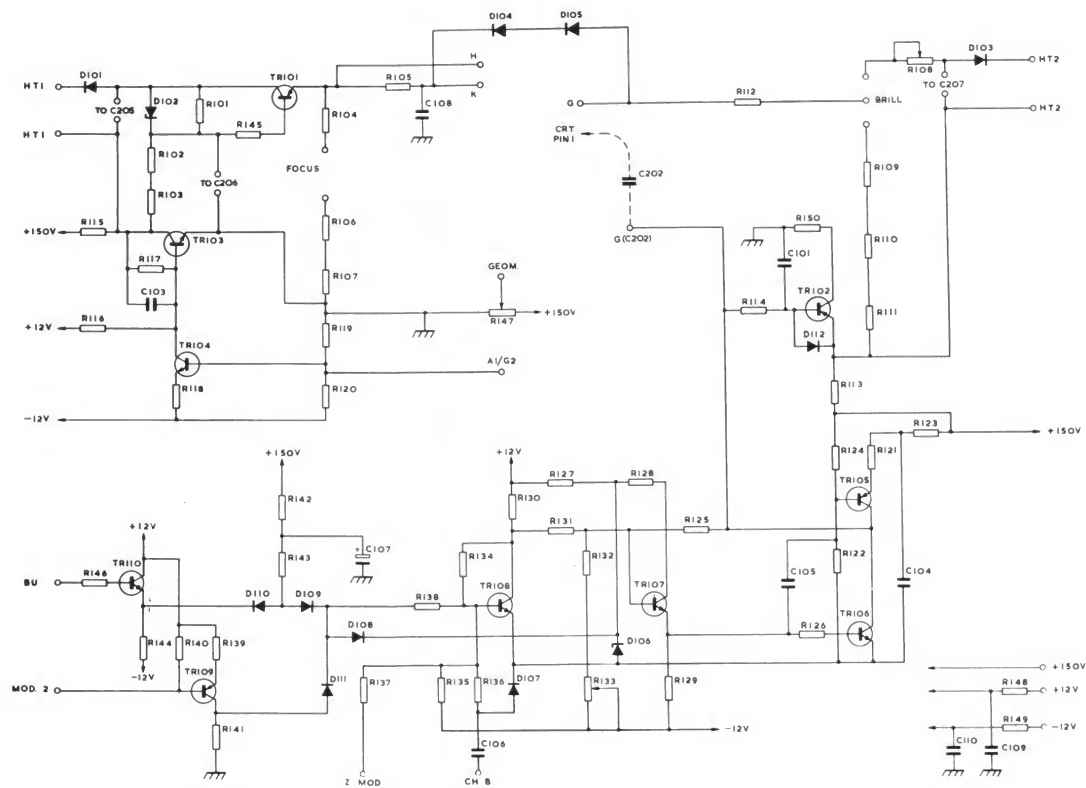 D104
D105
D103
R108
HT2
H
D101
TR101
R105
K
HT1
D102
R101
C108
TO C207
TO C205
R112
BRILL
G
HT2
R104
HT1
R145
CRT
PIN 1
R102
FOCUS
R109
TO C206
C202
R103
R106
R150
R115
+150V
G (C202)
TR103
C101
R110
R117
GEOM.
R107
TR102
C103
R114
+150V
R111
R116
R147
+12V
R119
D112
TR104
A1/G2
R118
R120
R113
-12V
R123
+150V
+150V
+12V
R124
R121
R127
R128
TR105
R142
R130
+12V
R131
R125
C107
R143
R132
R122
TR110
R134
C105
C104
R146
TR108
TR107
BU
D110
D109
R138
TR106
R126
D108
R144
R140
R139
D106
-12V
TR109
+150V
MOD. 2
D111
R137
R135
R136
D107
R133
R129
R148
+12V
R141
-12V
R149
-12V
C106
C110
C109
Z MOD
CH B